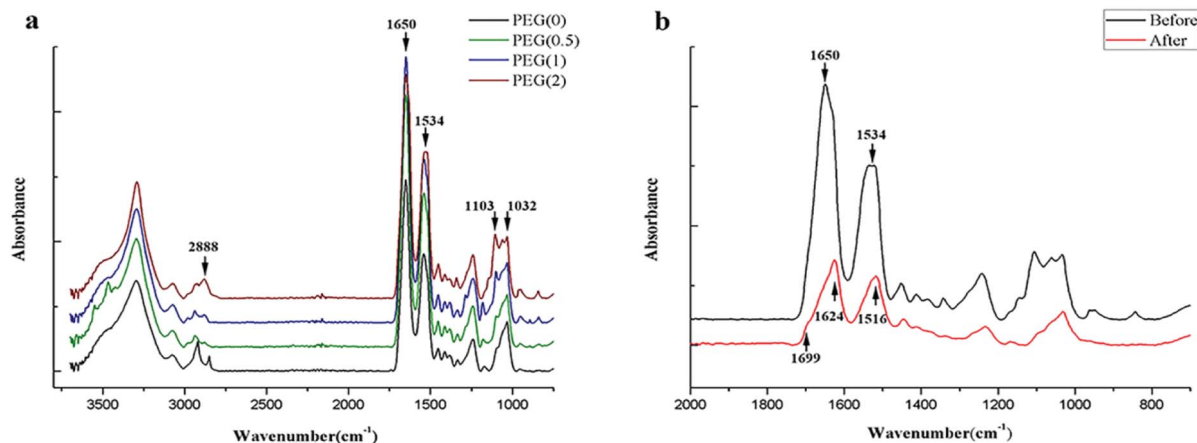 a
PEG(0)
PEG(0.5)
PEG(1)
PEG(2)
1650
1534
1103 1032
2888
Absorbance
3500 3000 2500 2000 1500 1000
Wavenumber(cm⁻¹)
b
Before
After
1650
1534
1624
1516
1699
Absorbance
2000 1800 1600 1400 1200 1000 800
Wavenumber(cm⁻¹)